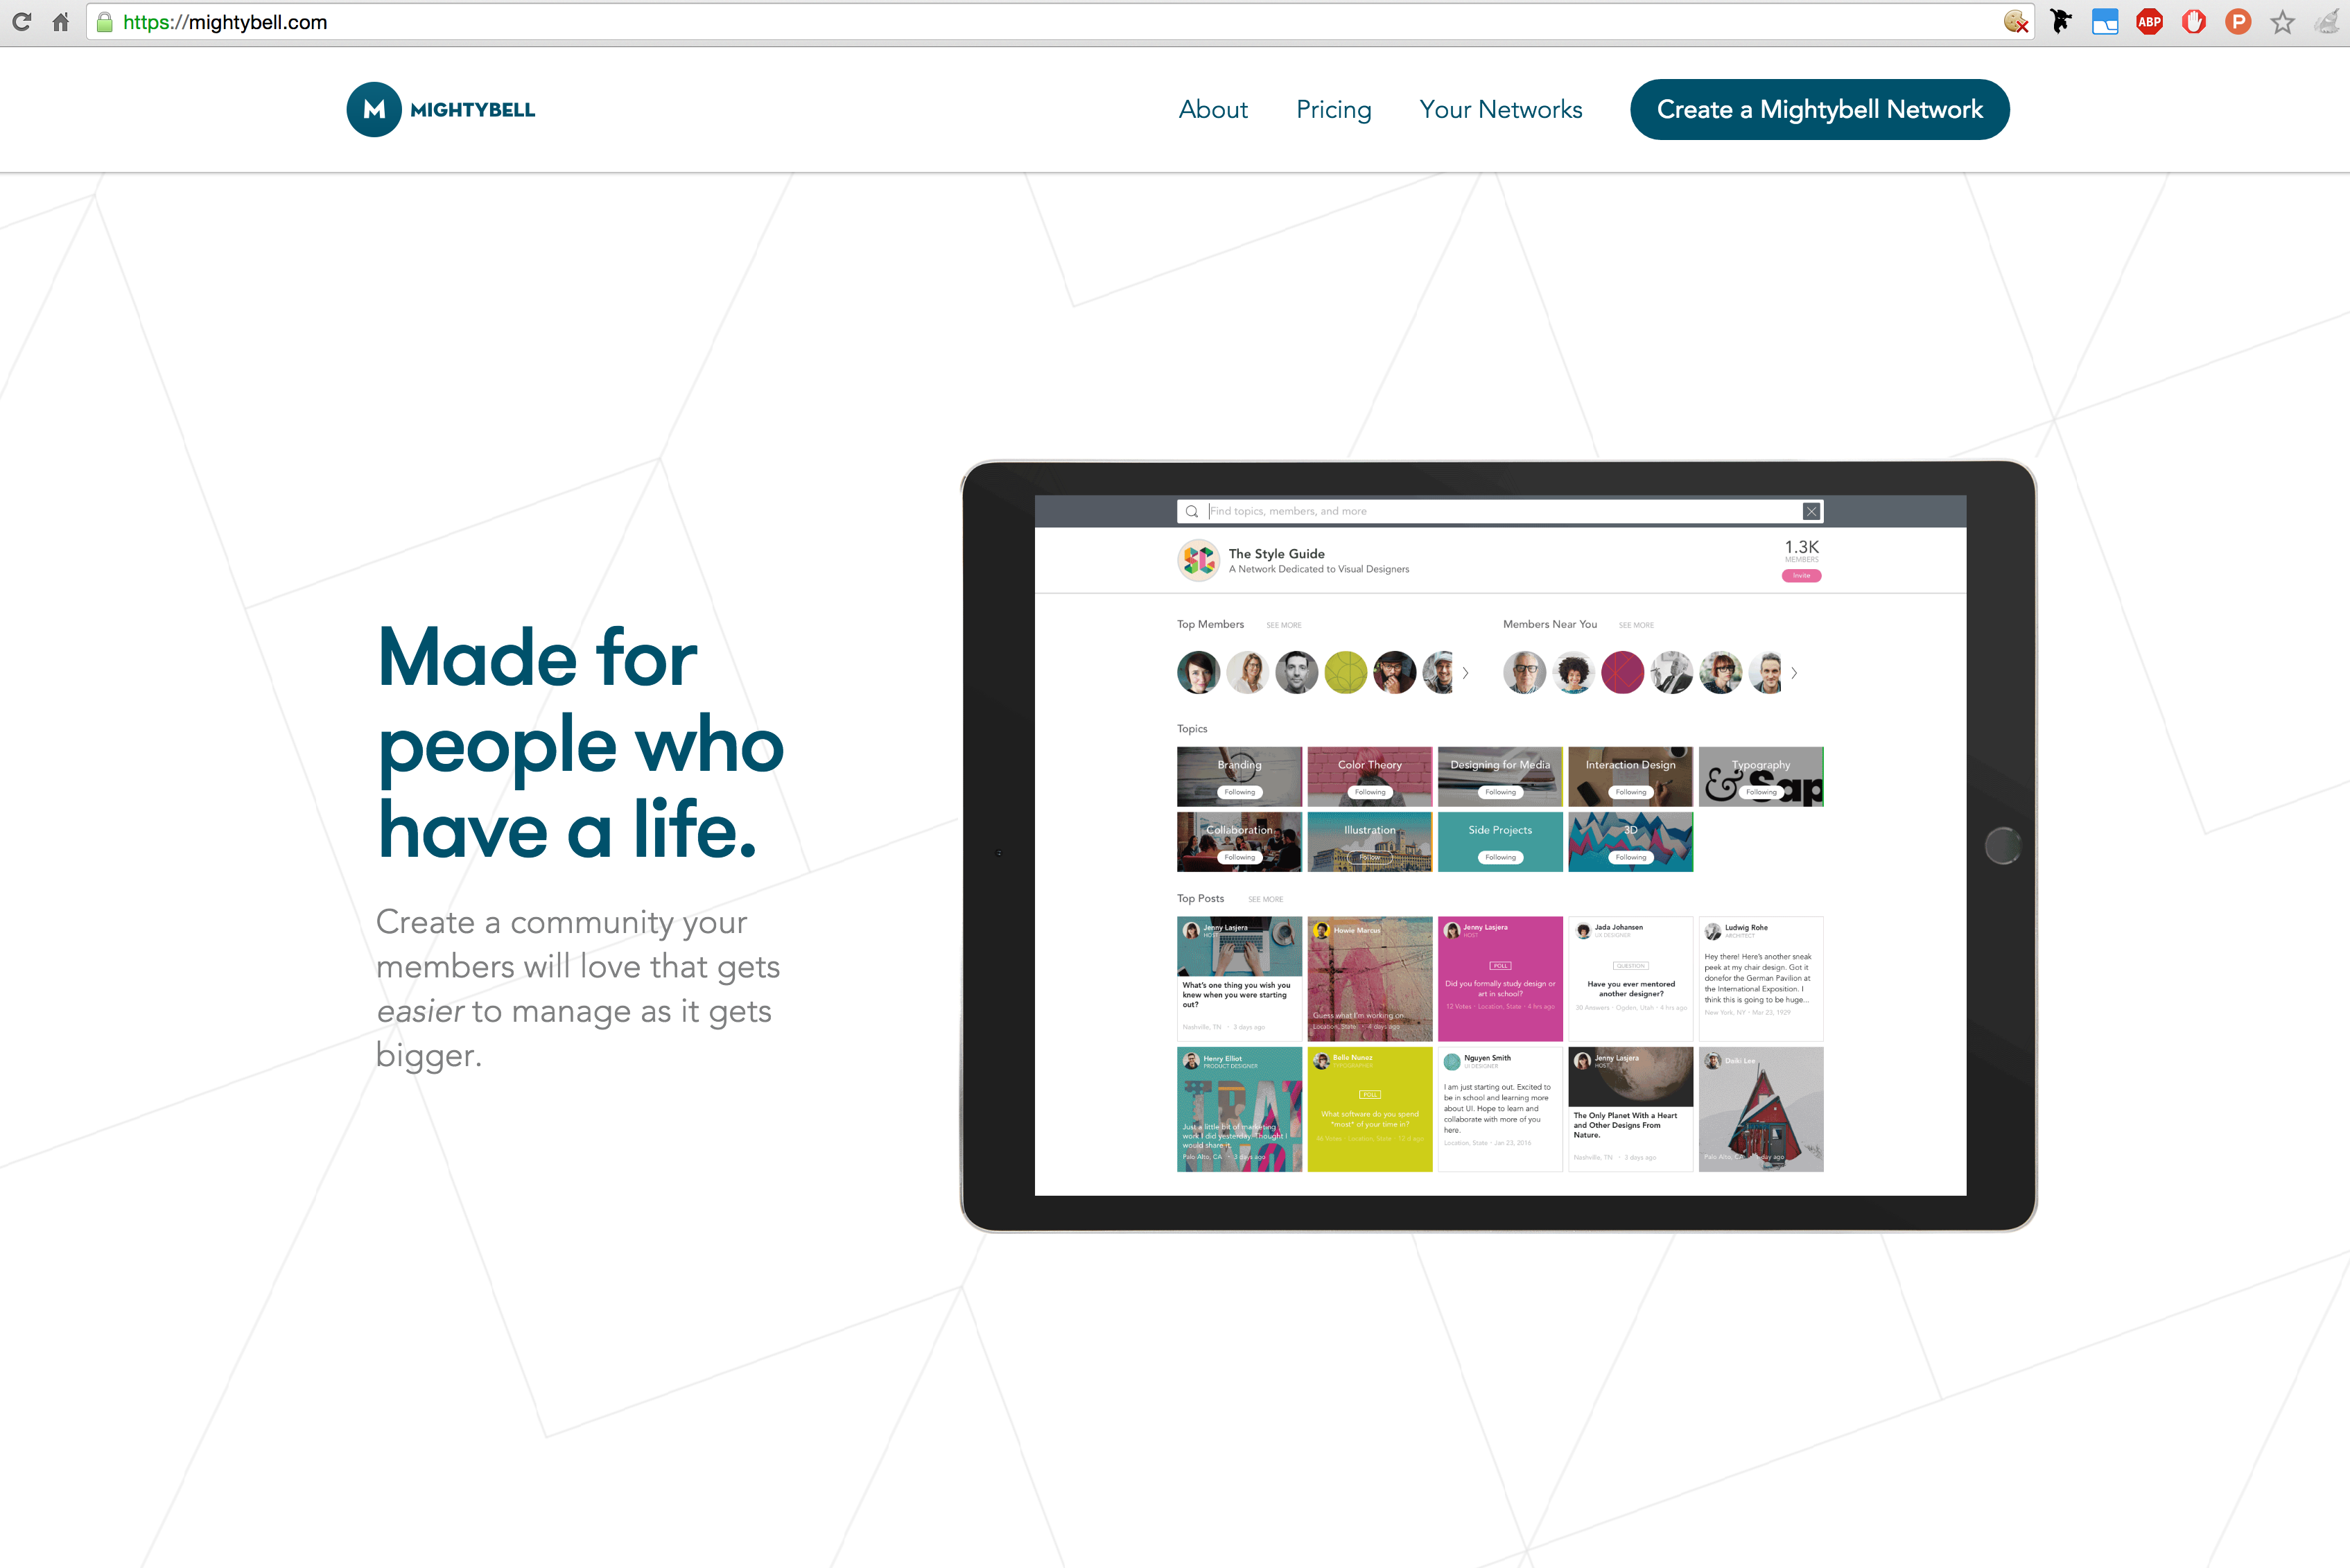 https://mightybell.com
ABP
P
M MIGHTYBELL
About Pricing Your Networks Create a Mightybell Network
Made for
people who
have a life.
Create a community your
members will love that gets
easier to manage as it gets
bigger.
Find topics, members, and more
The Style Guide
A Network Dedicated to Visual Designers
1.3K
MEMBERS
Invite
Top Members SEE MORE
Members Near You SEE MORE
Topics
Branding
Following
Color Theory
Following
Designing for Media
Following
Interaction Design
Following
Typography
Following
& Sap
Collaboration
Following
Illustration
Follow
Side Projects
Following
3D
Following
Top Posts SEE MORE
Jenny Lasjera
HOST
What's one thing you wish you
knew when you were starting
out?
Nashville, TN · 3 days ago
Howie Marcus
Guess what I'm working on
Location, State · 4 days ago
Jenny Lasjera
HOST
POLL
Did you formally study design or
art in school?
12 Votes · Location, State · 4 hrs ago
Jada Johansen
UX DESIGNER
QUESTION
Have you ever mentored
another designer?
30 Answers · Ogden, Utah · 4 hrs ago
Ludwig Rohe
ARCHITECT
Hey there! Here's another sneak
peek at my chair design. Got it
donefor the German Pavilion at
the International Exposition. I
think this is going to be huge...
New York, NY · Mar 23, 1929
Henry Elliot
PRODUCT DESIGNER
Just a little bit of marketing
work I did yesterday. Thought I
would share it.
Palo Alto, CA · 3 days ago
Belle Nunez
TYPOGRAPHER
POLL
What software do you spend
*most* of your time in?
Votes · Location, State · 12 d ago
Nguyen Smith
UI DESIGNER
I am just starting out. Excited to
be in school and learning more
about UI. Hope to learn and
collaborate with more of you
here.
Location, State · Jan 23, 2016
Jenny Lasjera
HOST
The Only Planet With a Heart
and Other Designs From
Nature.
Nashville, TN · 3 days ago
Daiki Lee
Palo Alto, CA · day ago